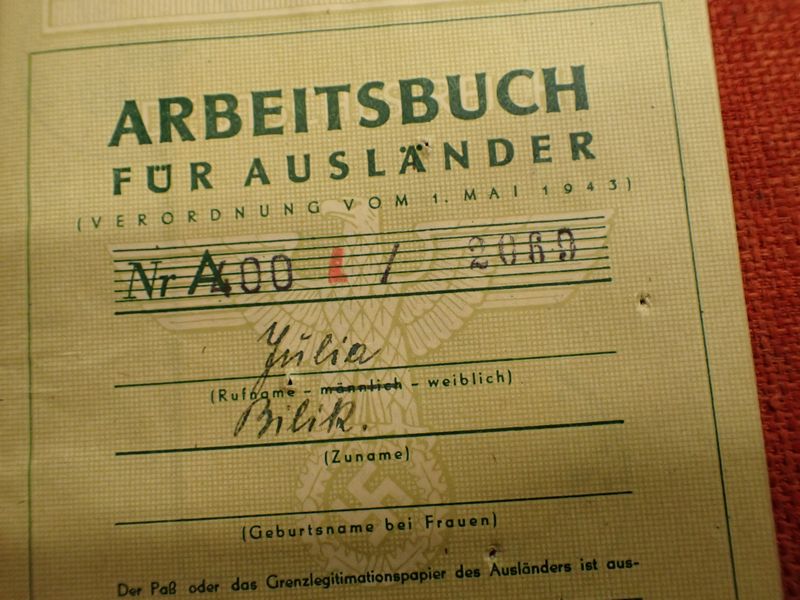 ARBEITSBUCH
FÜR AUSLÄNDER
(VERORDNUNG VOM 1. MAI 1943)
Nr A 400 / 2069
Julia
(Rufname – männlich – weiblich)
Bilik.
(Zuname)
(Geburtsname bei Frauen)
Der Paß oder das Grenzlegitimationspapier des Ausländers ist aus-